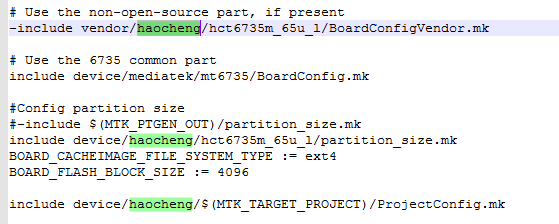 # Use the non-open-source part, if present
-include vendor/haocheng/hct6735m_65u_l/BoardConfigVendor.mk
# Use the 6735 common part
include device/mediatek/mt6735/BoardConfig.mk
#Config partition size
#-include $(MTK_PTGEN_OUT)/partition_size.mk
include device/haocheng/hct6735m_65u_l/partition_size.mk
BOARD_CACHEIMAGE_FILE_SYSTEM_TYPE := ext4
BOARD_FLASH_BLOCK_SIZE := 4096
include device/haocheng/$(MTK_TARGET_PROJECT)/ProjectConfig.mk